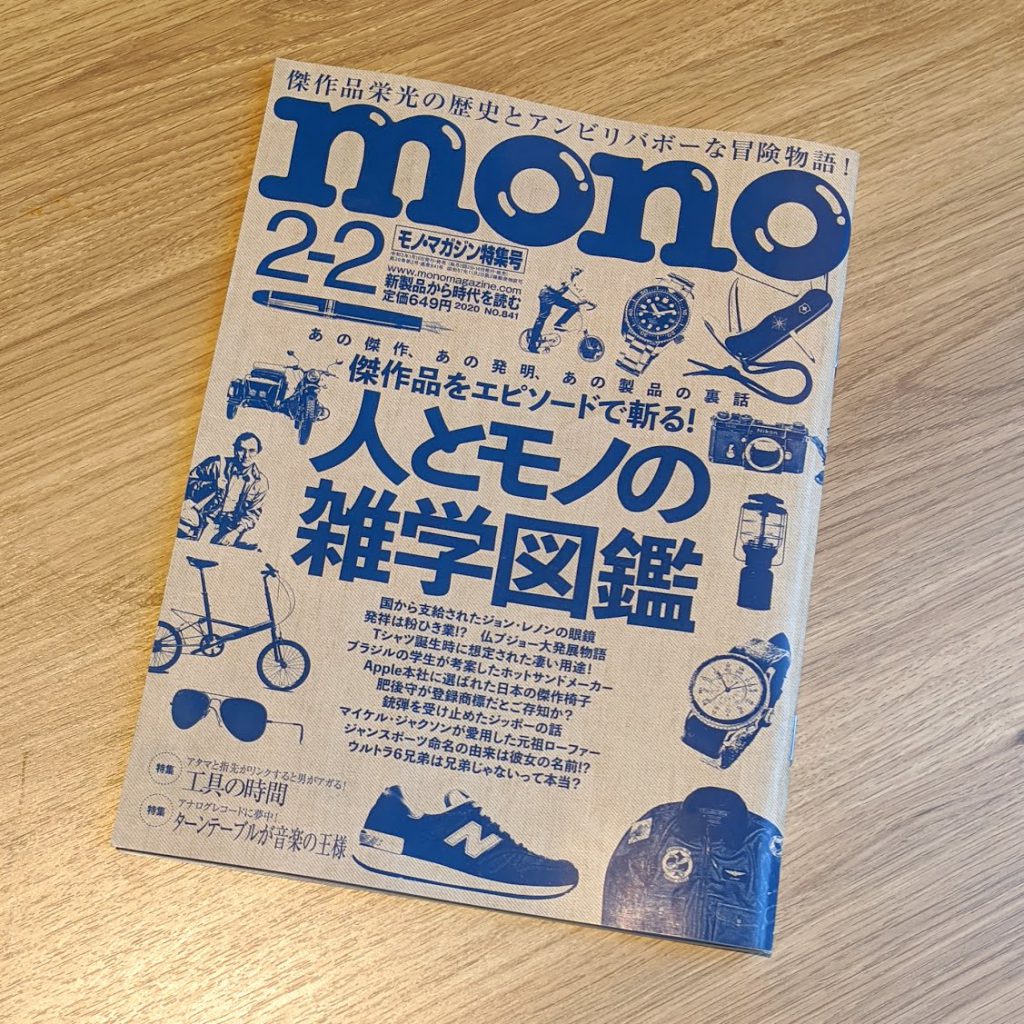 傑作品栄光の歴史とアンビリバボーな冒険物語!
mono
2-2
モノ・マガジン特集号
www.monomagazine.com
新製品から時代を読む
定価649円 2020 NO.841
あの傑作、あの発明、あの製品の裏話
傑作品をエピソードで斬る!
人とモノの
雑学図鑑
Nikon
国から支給されたジョン・レノンの眼鏡
発祥は粉ひき業!? 仏プジョー大発展物語
Tシャツ誕生時に想定された凄い用途!
ブラジルの学生が考案したホットサンドメーカー
Apple本社に選ばれた日本の傑作椅子
肥後守が登録商標だとご存知か?
銃弾を受け止めたジッポーの話
マイケル・ジャクソンが愛用した元祖ローファー
ジャンスポーツ命名の由来は彼女の名前!?
ウルトラ6兄弟は兄弟じゃないって本当?
特集 アタマと指先がリンクすると男がアガる!
工具の時間
特集 アナログレコードに夢中!
ターンテーブルが音楽の王様
N